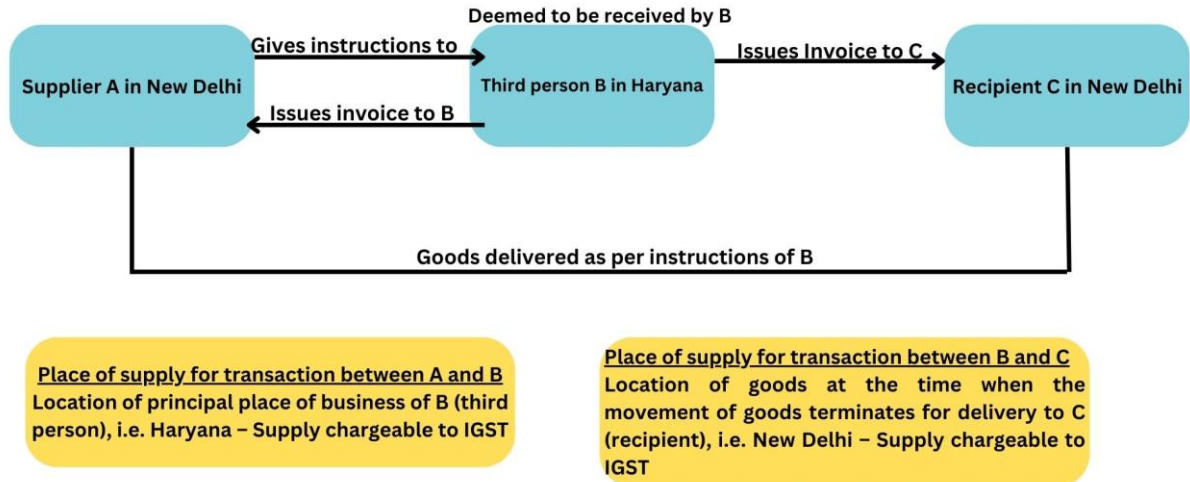 Deemed to be received by B
Gives instructions to
Issues Invoice to C
Supplier A in New Delhi
Third person B in Haryana
Recipient C in New Delhi
Issues invoice to B
Goods delivered as per instructions of B
Place of supply for transaction between A and B
Location of principal place of business of B (third
person), i.e. Haryana – Supply chargeable to IGST
Place of supply for transaction between B and C
Location of goods at the time when the
movement of goods terminates for delivery to C
(recipient), i.e. New Delhi – Supply chargeable to
IGST